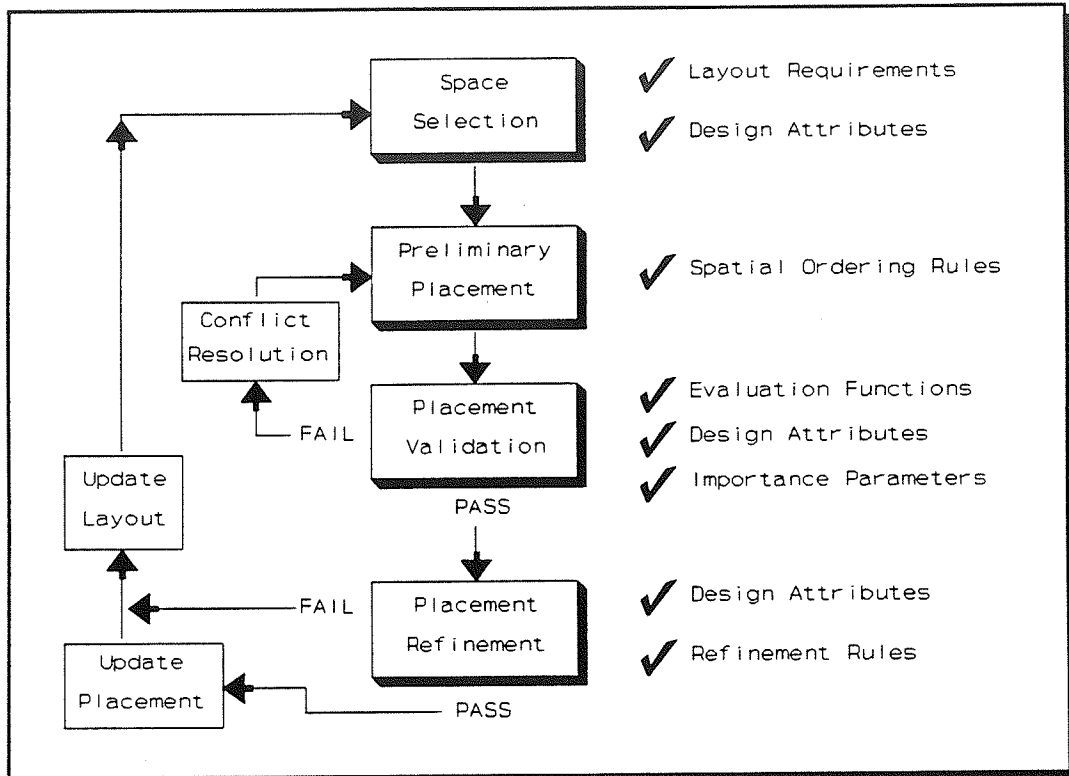 Space
Selection
Layout Requirements
Design Attributes
Preliminary
Placement
Spatial Ordering Rules
Conflict
Resolution
Placement
Validation
FAIL
PASS
Evaluation Functions
Design Attributes
Importance Parameters
Update
Layout
Placement
Refinement
FAIL
PASS
Design Attributes
Refinement Rules
Update
Placement